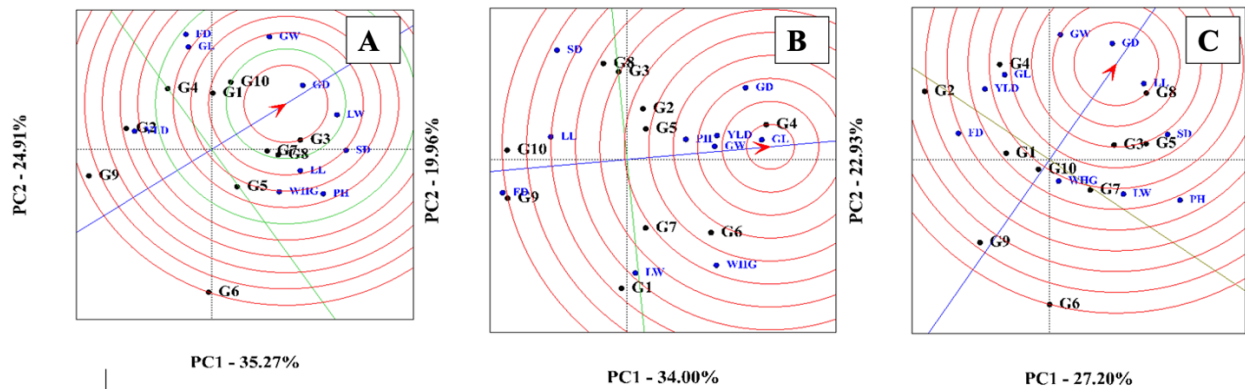 A
FD
GL
GW
G4
G10
GD
G1
LW
G2
YLD
G3
SD
G7
G8
G9
LL
G5
WHG
PH
G6
PC2 - 24.91%
PC1 - 35.27%
B
SD
G8
G3
GD
G2
G4
G5
LL
PH
YLD
GL
G10
GW
FD
G9
G7
G6
WHG
LW
G1
PC2 - 19.96%
PC1 - 34.00%
C
GW
GD
G4
GL
G2
YLD
LL
G8
FD
SD
G3
G5
G1
G10
WHG
G7
LW
PH
G9
G6
PC2 - 22.93%
PC1 - 27.20%